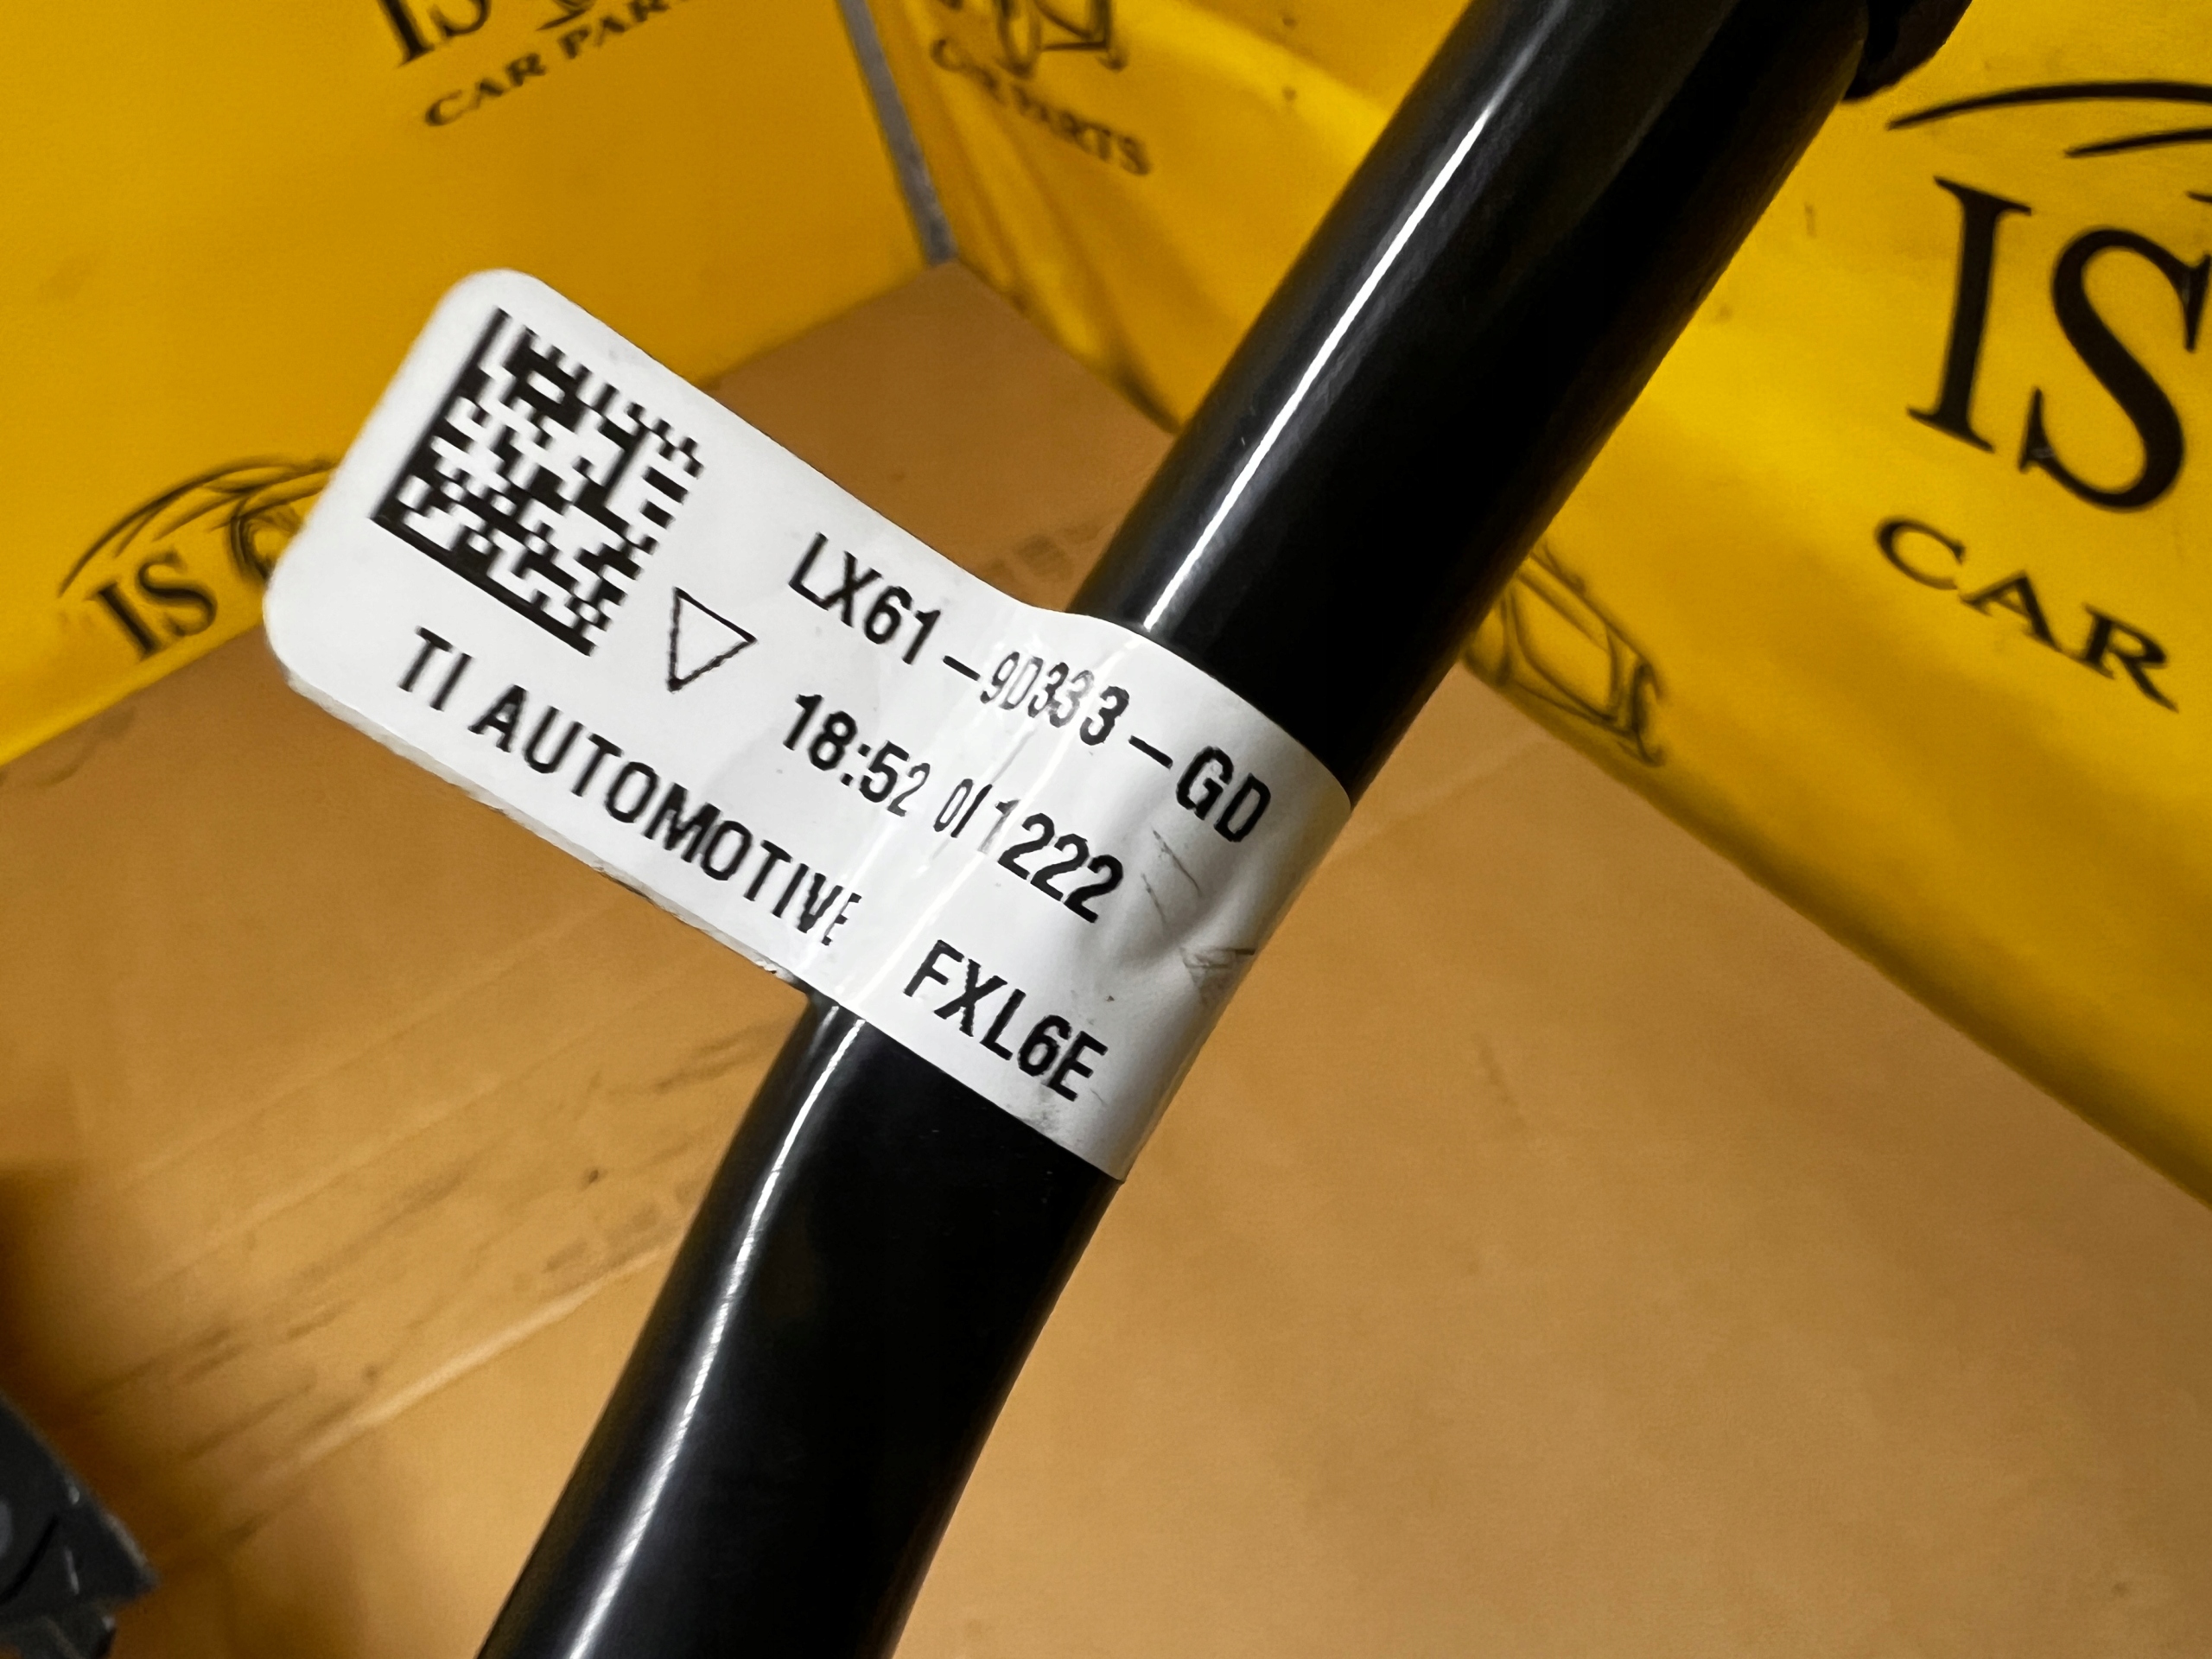 IS
CAR PARTS
CAR PARTS
IS
CAR
IS
LX61-9D333-GD
18:52 011222
TI AUTOMOTIVE FXL6E